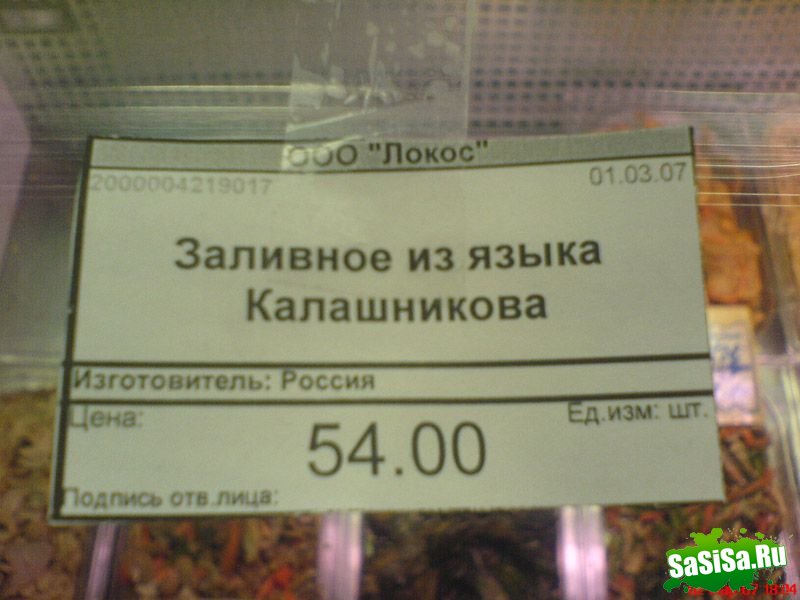 ООО "Локос"
2000004219017 01.03.07
Заливное из языка
Калашникова
Изготовитель: Россия
Цена: Ед.изм: шт.
54.00
Подпись отв.лица:
SaSiSa.Ru